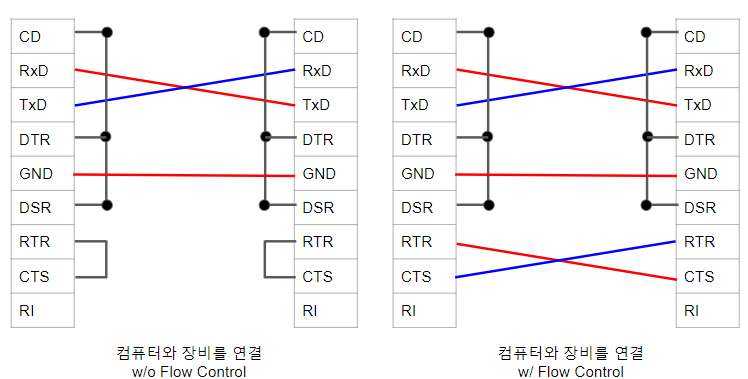 CD CD CD CD
RxD RxD RxD RxD
TxD TxD TxD TxD
DTR DTR DTR DTR
GND GND GND GND
DSR DSR DSR DSR
RTR RTR RTR RTR
CTS CTS CTS CTS
RI RI RI RI
컴퓨터와 장비를 연결 컴퓨터와 장비를 연결
w/o Flow Control w/ Flow Control